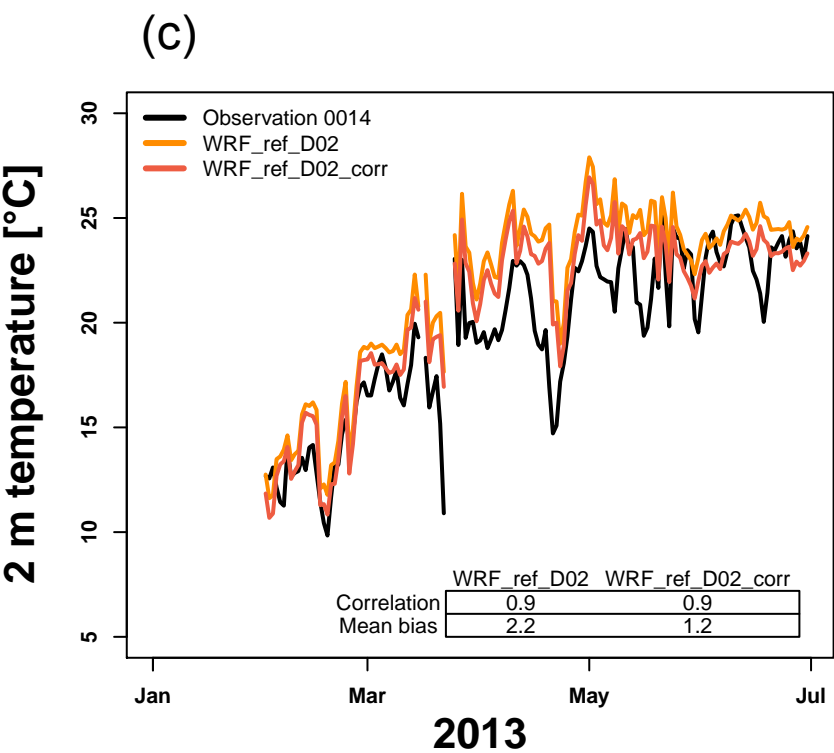 (c)
2 m temperature [°C]
30
25
20
15
10
5
Observation 0014
WRF_ref_D02
WRF_ref_D02_corr
WRF_ref_D02 WRF_ref_D02_corr
Correlation 0.9 0.9
Mean bias 2.2 1.2
Jan Mar May Jul
2013